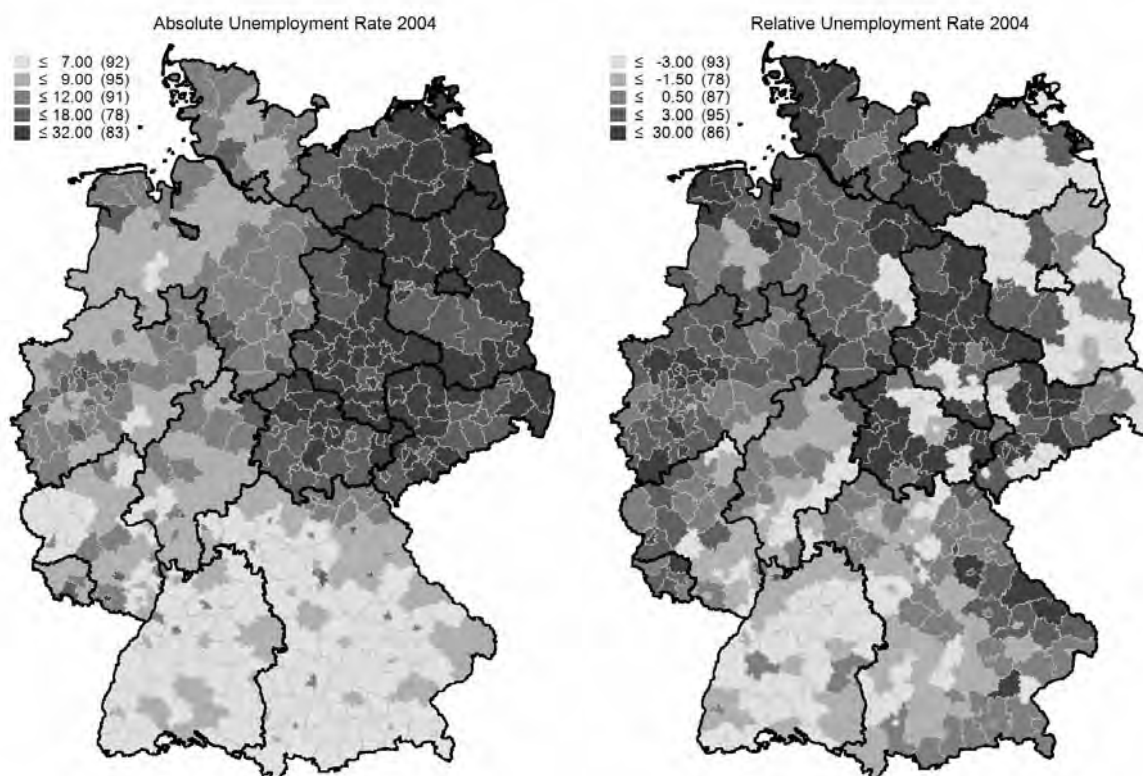 Absolute Unemployment Rate 2004
≤ 7.00 (92)
≤ 9.00 (95)
≤ 12.00 (91)
≤ 18.00 (78)
≤ 32.00 (83)
Relative Unemployment Rate 2004
≤ -3.00 (93)
≤ -1.50 (78)
≤ 0.50 (87)
≤ 3.00 (95)
≤ 30.00 (86)